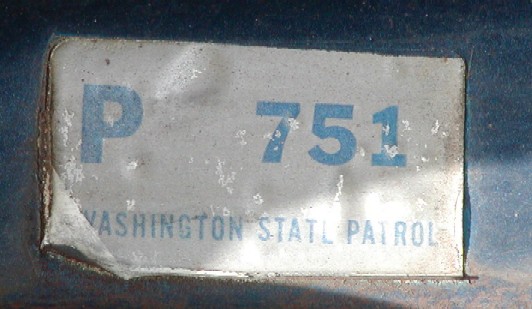 P 751
WASHINGTON STATE PATROL